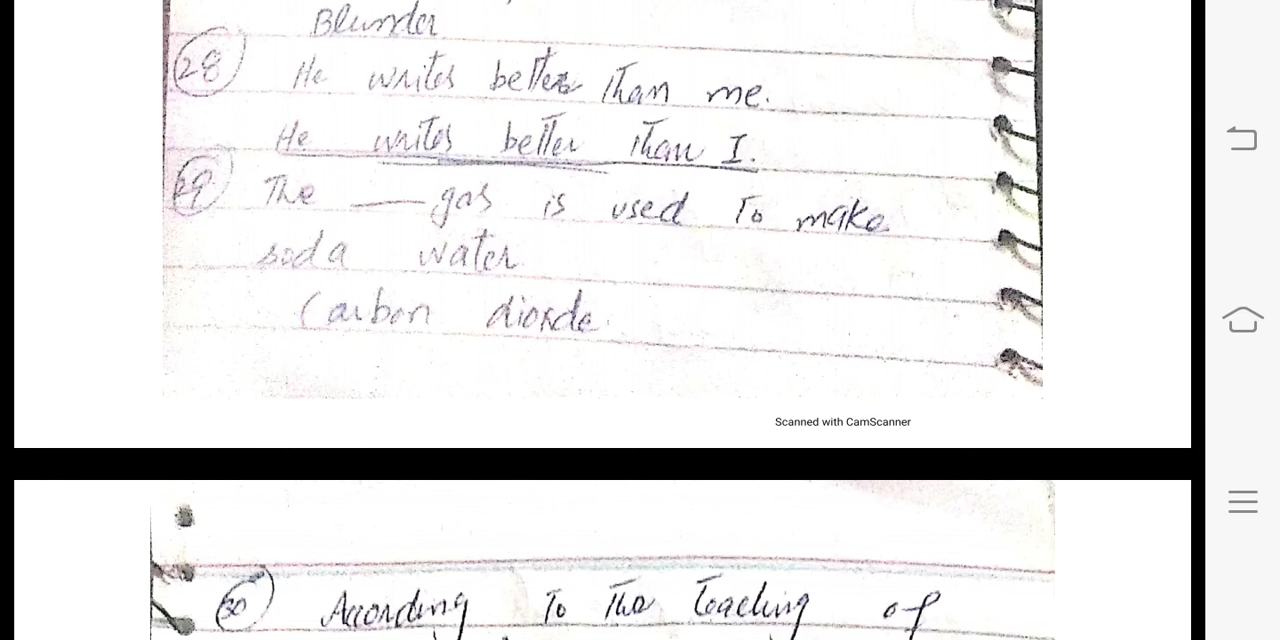 Blunder
28 He writes better than me.
He writes better than I.
29 The —— gas is used to make
soda water
Carbon dioxde.
Scanned with CamScanner
30 According to the teaching of